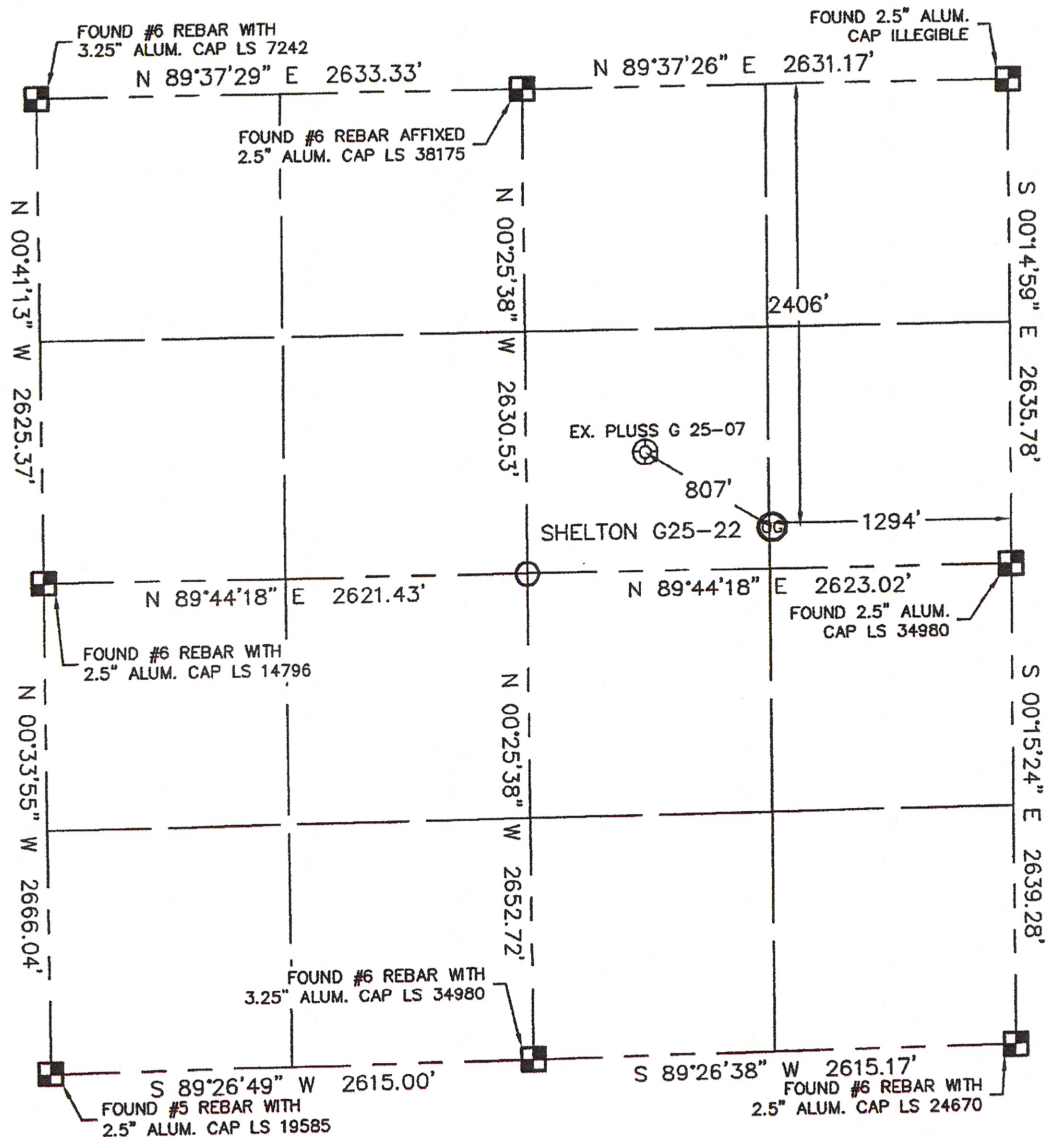 FOUND #6 REBAR WITH
3.25" ALUM. CAP LS 7242
FOUND 2.5" ALUM.
CAP ILLEGIBLE
N 89°37'29" E 2633.33'
N 89°37'26" E 2631.17'
FOUND #6 REBAR AFFIXED
2.5" ALUM. CAP LS 38175
N 00°41'13" W 2625.37'
N 00°25'38" W 2630.53'
S 00°14'59" E 2635.78'
2406'
EX. PLUSS G 25-07
807'
SHELTON G25-22
OG
1294'
N 89°44'18" E 2621.43'
N 89°44'18" E 2623.02'
FOUND 2.5" ALUM.
CAP LS 34980
FOUND #6 REBAR WITH
2.5" ALUM. CAP LS 14796
N 00°33'55" W 2666.04'
N 00°25'38" W 2652.72'
S 00°15'24" E 2639.28'
FOUND #6 REBAR WITH
3.25" ALUM. CAP LS 34980
S 89°26'49" W 2615.00'
S 89°26'38" W 2615.17'
FOUND #5 REBAR WITH
2.5" ALUM. CAP LS 19585
FOUND #6 REBAR WITH
2.5" ALUM. CAP LS 24670